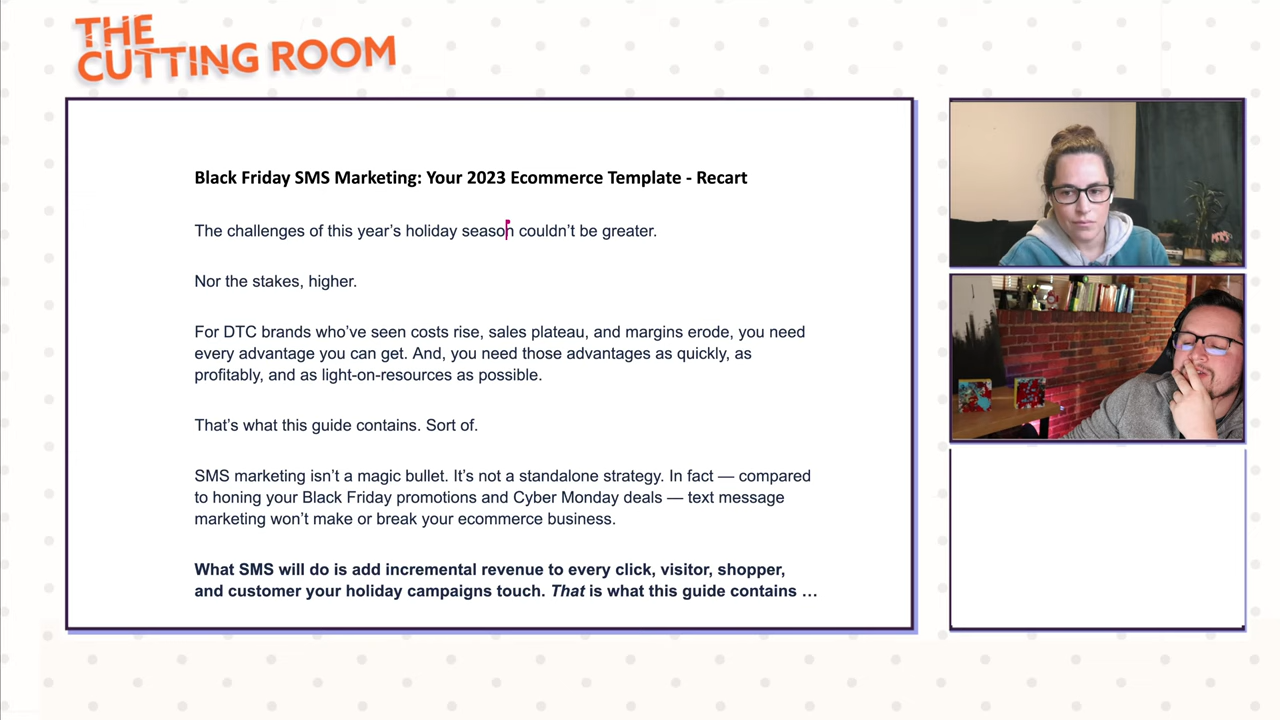 THE
CUTTING ROOM
Black Friday SMS Marketing: Your 2023 Ecommerce Template - Recart
The challenges of this year’s holiday season couldn’t be greater.
Nor the stakes, higher.
For DTC brands who’ve seen costs rise, sales plateau, and margins erode, you need
every advantage you can get. And, you need those advantages as quickly, as
profitably, and as light-on-resources as possible.
That’s what this guide contains. Sort of.
SMS marketing isn’t a magic bullet. It’s not a standalone strategy. In fact — compared
to honing your Black Friday promotions and Cyber Monday deals — text message
marketing won’t make or break your ecommerce business.
What SMS will do is add incremental revenue to every click, visitor, shopper,
and customer your holiday campaigns touch. That is what this guide contains …